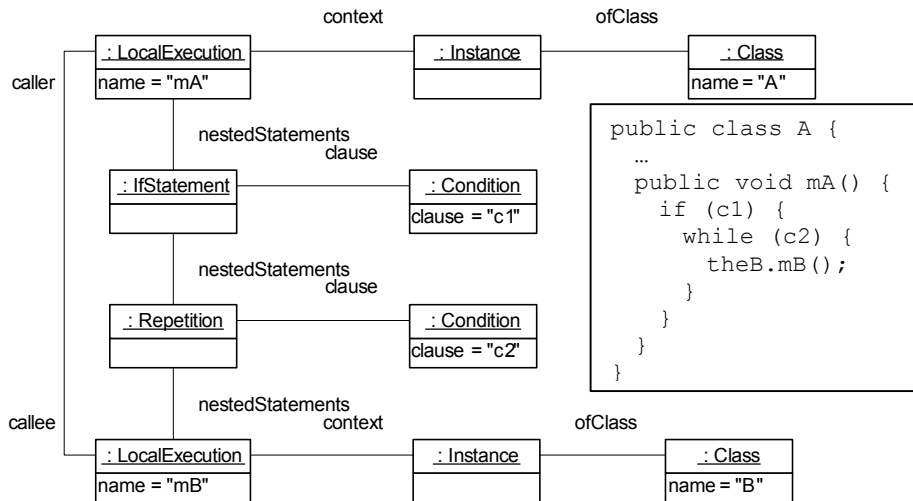 context ofClass
: LocalExecution : Instance : Class
name = "mA" name = "A"
caller
nestedStatements
clause
: IfStatement : Condition
clause = "c1"
nestedStatements
clause
: Repetition : Condition
clause = "c2"
nestedStatements
callee context ofClass
: LocalExecution : Instance : Class
name = "mB" name = "B"
public class A {
…
public void mA() {
if (c1) {
while (c2) {
theB.mB();
}
}
}
}